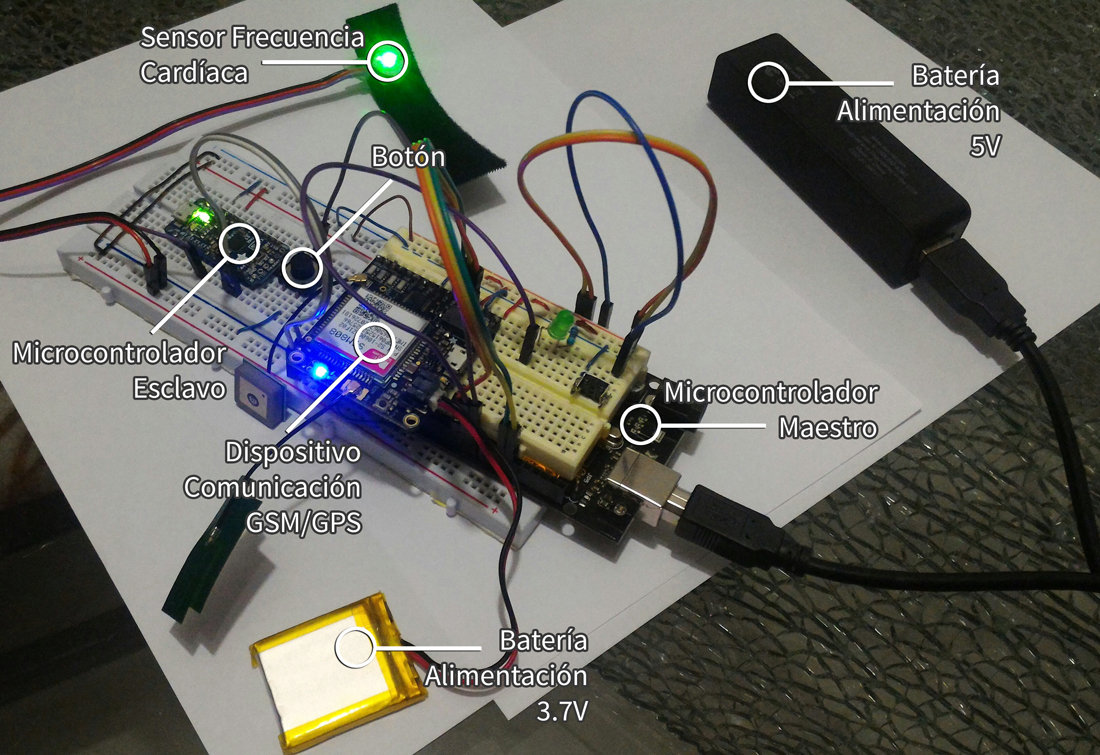 Sensor Frecuencia
Cardíaca
Botón
Batería
Alimentación
5V
Microcontrolador
Esclavo
Microcontrolador
Maestro
Dispositivo
Comunicación
GSM/GPS
Batería
Alimentación
3.7V
SIM808